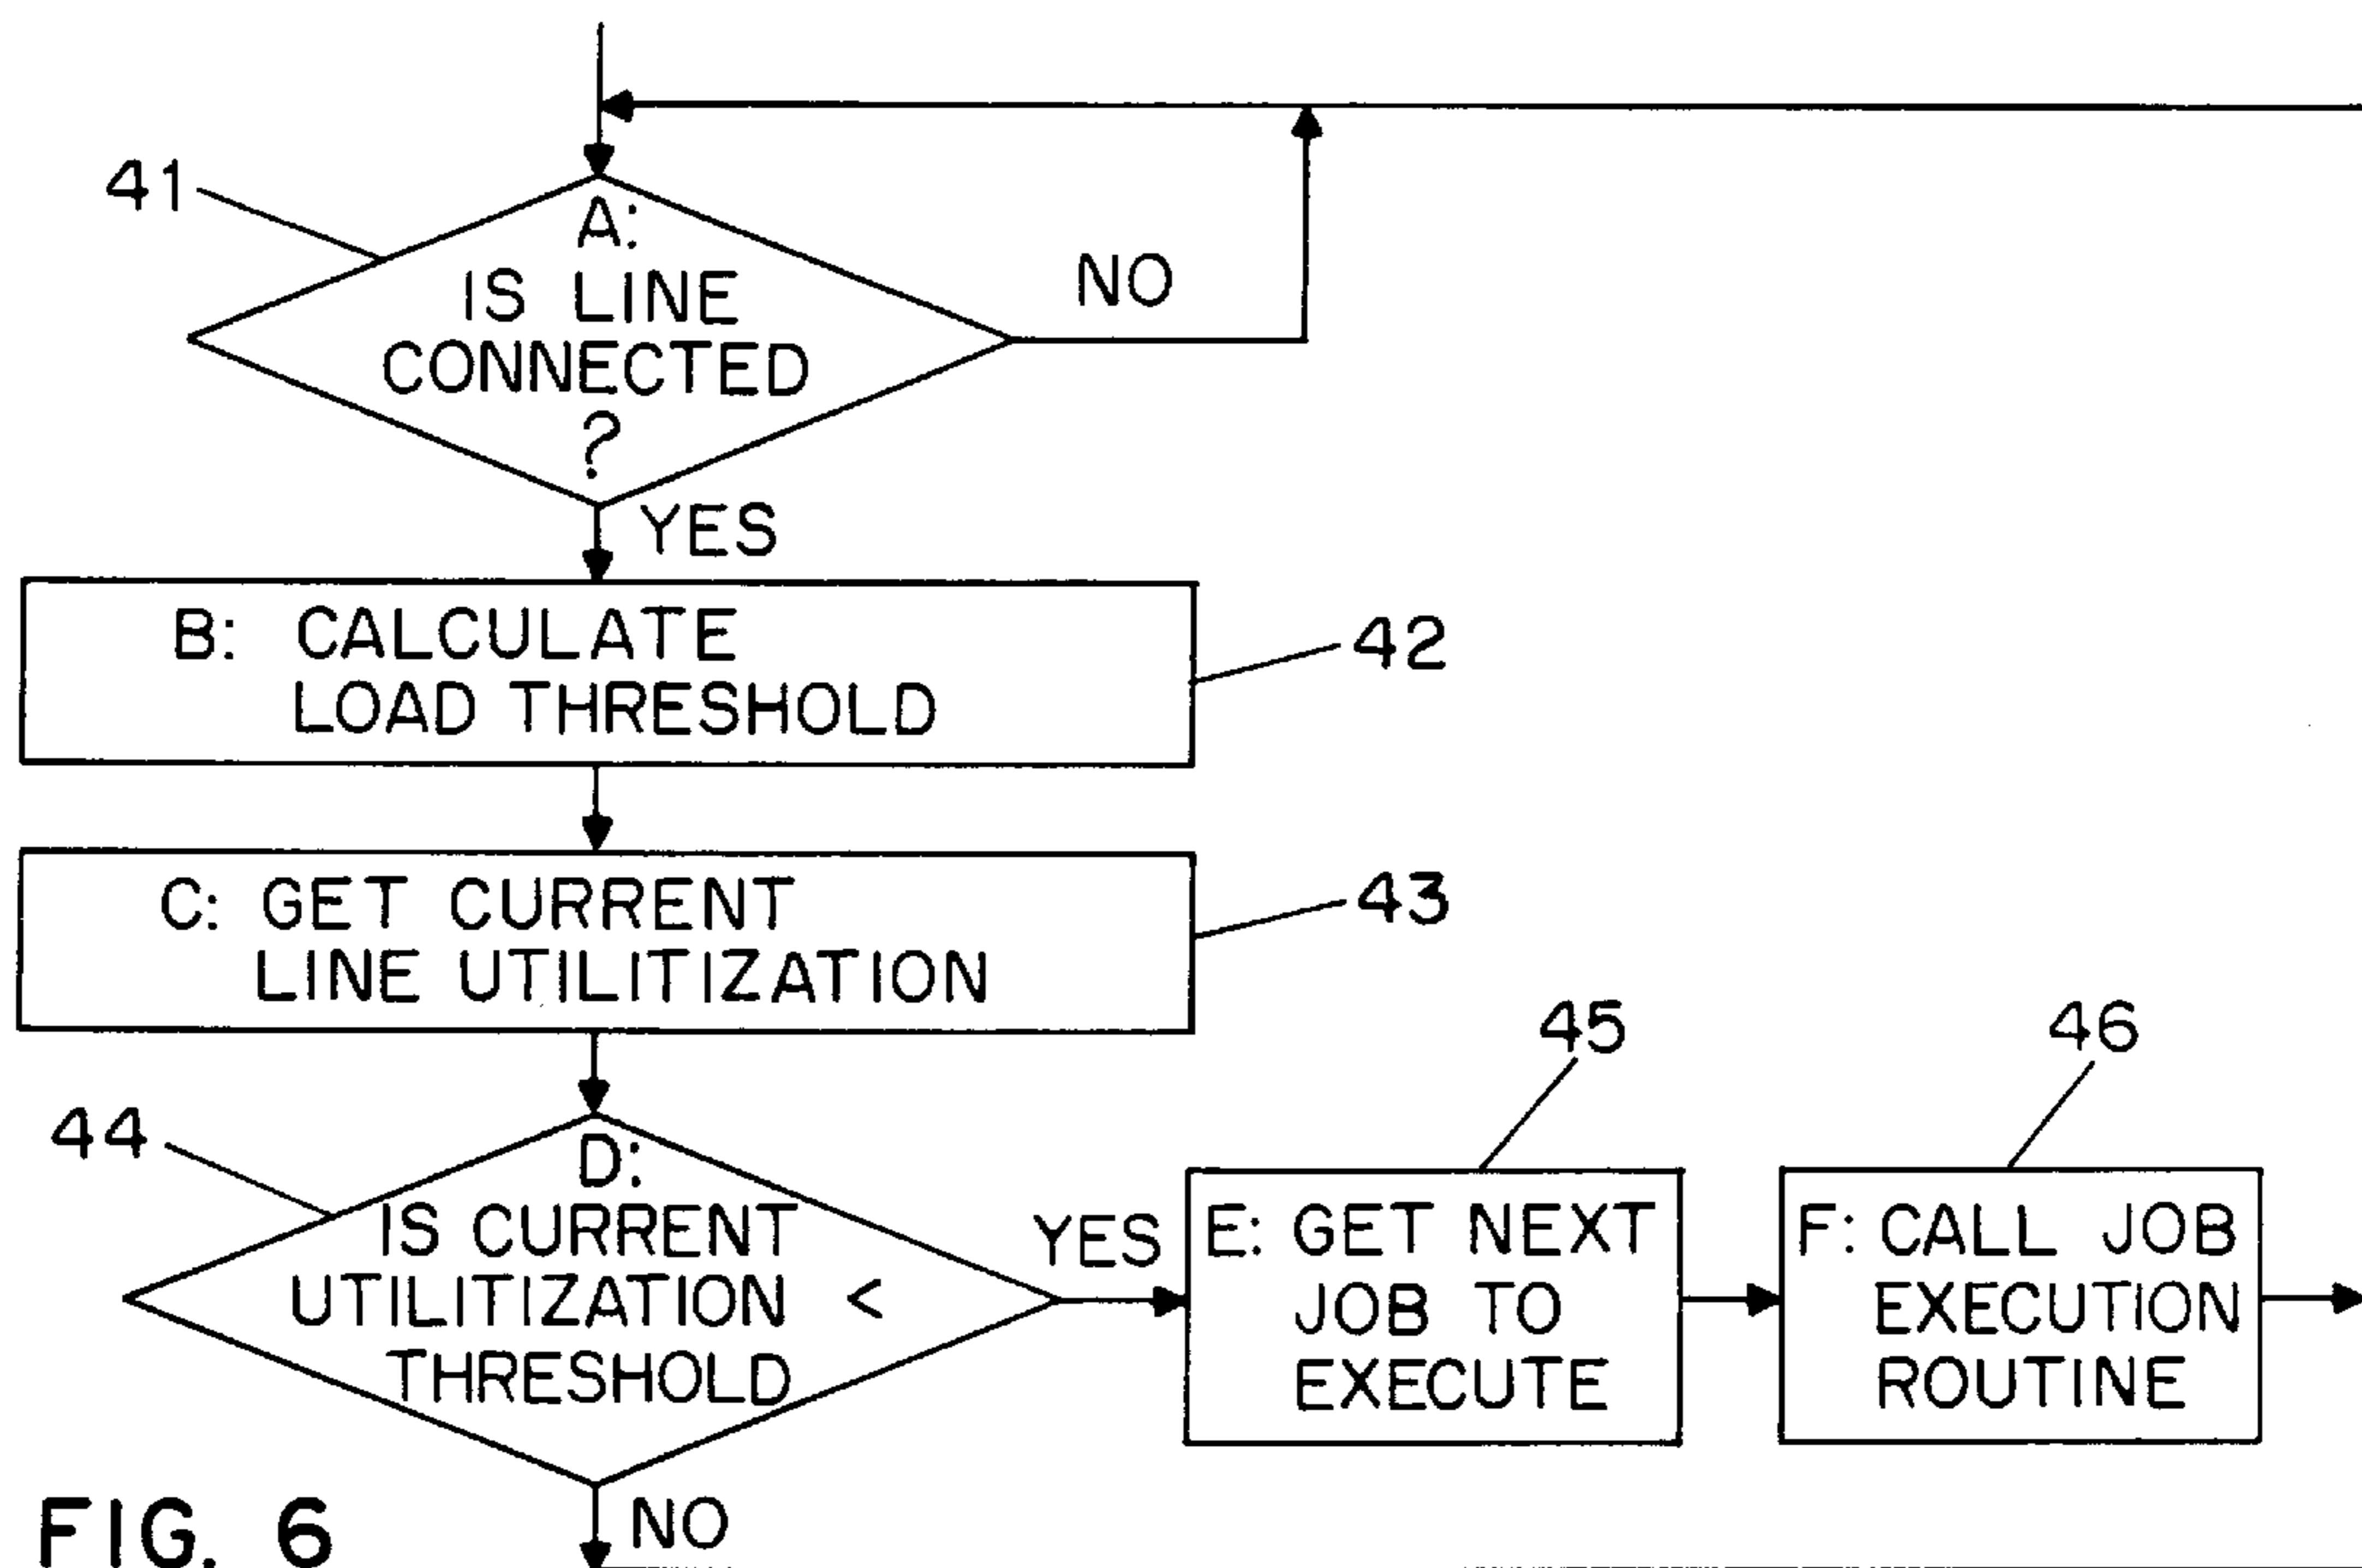 41
A:
IS LINE
CONNECTED
?
NO
YES
B: CALCULATE
LOAD THRESHOLD
42
C: GET CURRENT
LINE UTILITIZATION
43
44
D:
IS CURRENT
UTILITIZATION <
THRESHOLD
YES
45
E: GET NEXT
JOB TO
EXECUTE
46
F: CALL JOB
EXECUTION
ROUTINE
NO
FIG. 6